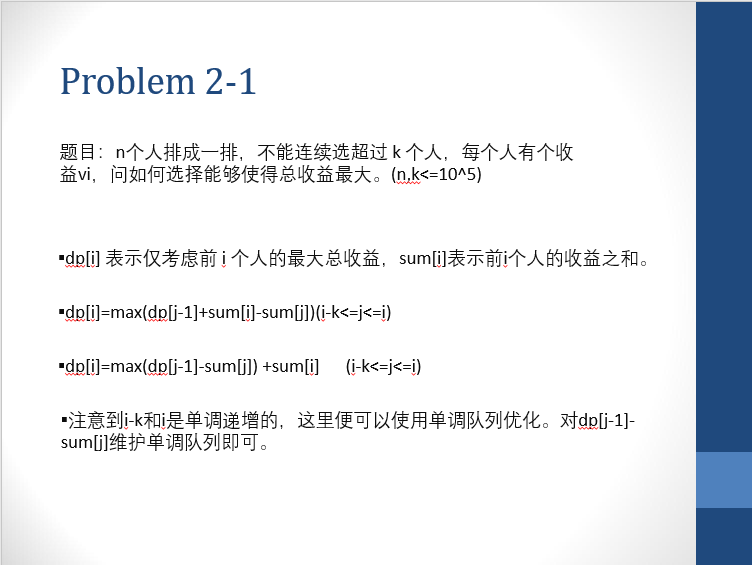 Problem 2-1
题目：n个人排成一排，不能连续选超过 k 个人，每个人有个收
益vi，问如何选择能够使得总收益最大。(n,k<=10^5)
▪dp[i] 表示仅考虑前 i 个人的最大总收益，sum[i]表示前i个人的收益之和。
▪dp[i]=max(dp[j-1]+sum[i]-sum[j])(i-k<=j<=i)
▪dp[i]=max(dp[j-1]-sum[j]) +sum[i] (i-k<=j<=i)
▪注意到i-k和i是单调递增的，这里便可以使用单调队列优化。对dp[j-1]-
sum[j]维护单调队列即可。